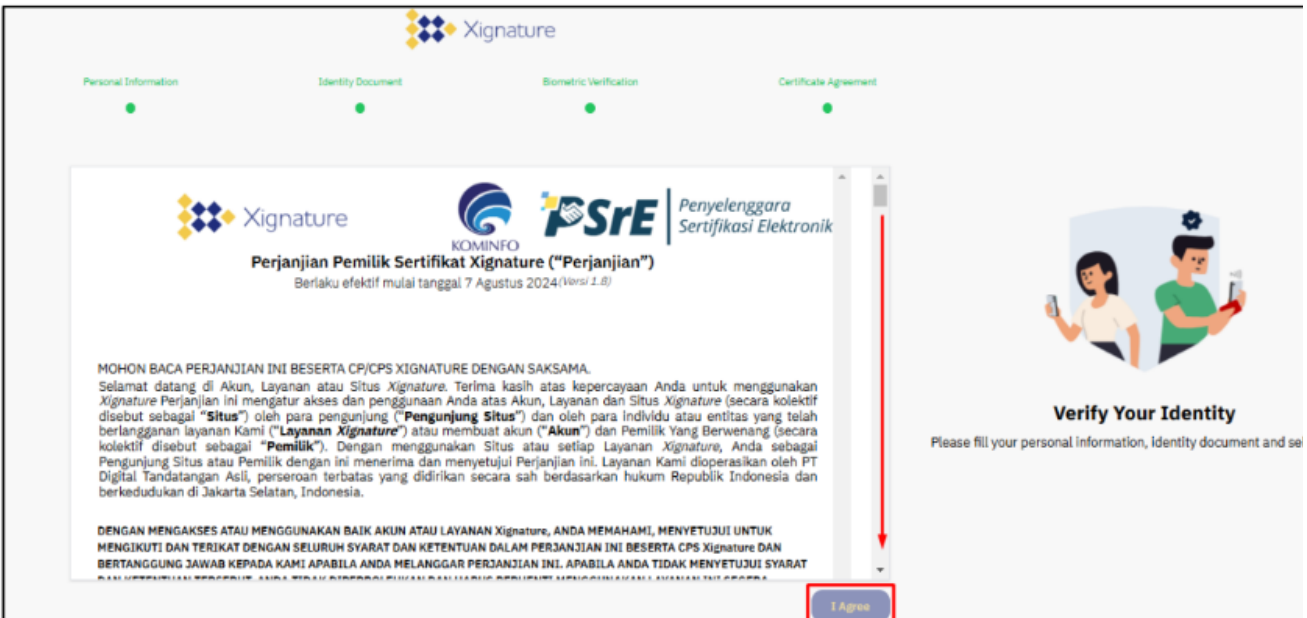 Xignature
Personal Information
Identity Document
Biometric Verification
Certificate Agreement
Xignature
KOMINFO
PSrE
Penyelenggara
Sertifikasi Elektronik
Perjanjian Pemilik Sertifikat Xignature (“Perjanjian”)
Berlaku efektif mulai tanggal 7 Agustus 2024(Versi 1.8)
MOHON BACA PERJANJIAN INI BESERTA CP/CPS XIGNATURE DENGAN SAKSAMA.
Selamat datang di Akun, Layanan atau Situs Xignature. Terima kasih atas kepercayaan Anda untuk menggunakan
Xignature Perjanjian ini mengatur akses dan penggunaan Anda atas Akun, Layanan dan Situs Xignature (secara kolektif
disebut sebagai “Situs”) oleh para pengunjung (“Pengunjung Situs”) dan oleh para individu atau entitas yang telah
berlangganan layanan Kami (“Layanan Xignature”) atau membuat akun (“Akun”) dan Pemilik Yang Berwenang (secara
kolektif disebut sebagai “Pemilik”). Dengan menggunakan Situs atau setiap Layanan Xignature, Anda sebagai
Pengunjung Situs atau Pemilik dengan ini menerima dan menyetujui Perjanjian ini. Layanan Kami dioperasikan oleh PT
Digital Tandatangan Asli, perseroan terbatas yang didirikan secara sah berdasarkan hukum Republik Indonesia dan
berkedudukan di Jakarta Selatan, Indonesia.
DENGAN MENGAKSES ATAU MENGGUNAKAN BAIK AKUN ATAU LAYANAN Xignature, ANDA MEMAHAMI, MENYETUJUI UNTUK
MENGIKUTI DAN TERIKAT DENGAN SELURUH SYARAT DAN KETENTUAN DALAM PERJANJIAN INI BESERTA CPS Xignature DAN
BERTANGGUNG JAWAB KEPADA KAMI APABILA ANDA MELANGGAR PERJANJIAN INI. APABILA ANDA TIDAK MENYETUJUI SYARAT
I Agree
Verify Your Identity
Please fill your personal information, identity document and sel